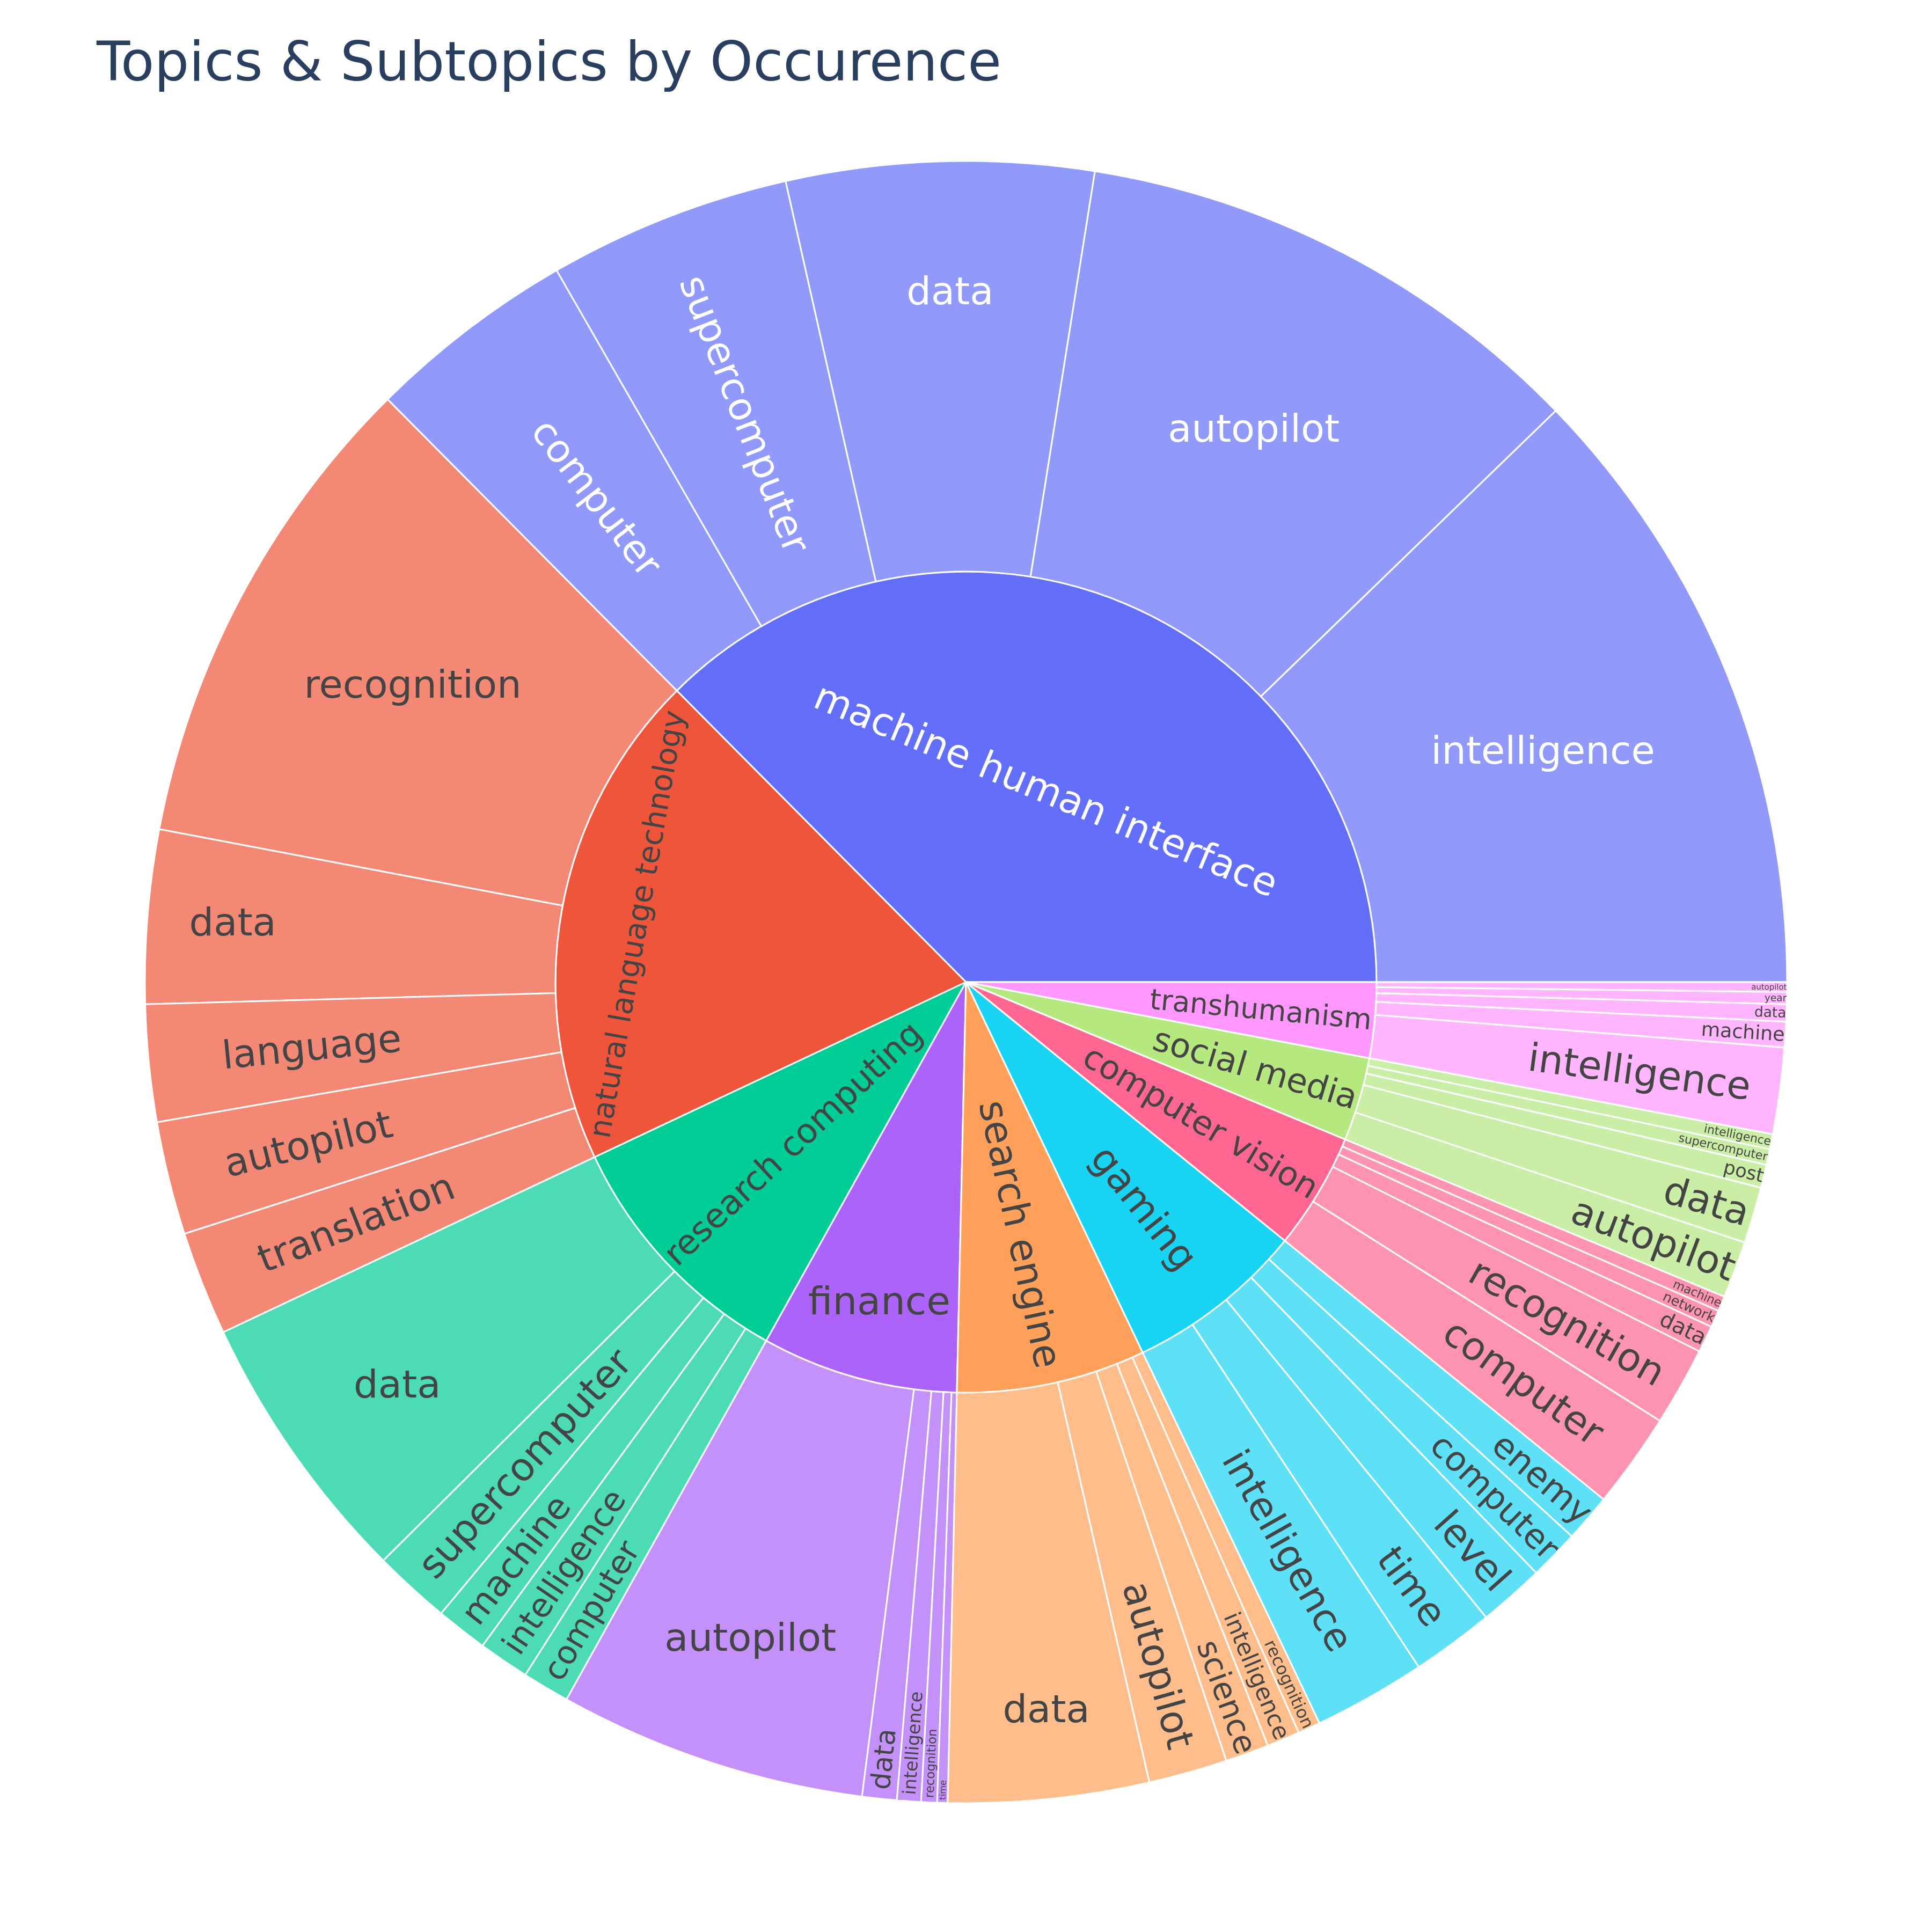 Topics & Subtopics by Occurence
machine human interface
intelligence
autopilot
data
supercomputer
computer
natural language technology
recognition
data
language
autopilot
translation
research computing
data
supercomputer
machine
intelligence
computer
finance
autopilot
data
intelligence
recognition
time
search engine
data
autopilot
science
intelligence
recognition
gaming
intelligence
time
level
computer
enemy
computer vision
computer
recognition
data
network
machine
social media
autopilot
data
post
supercomputer
intelligence
transhumanism
intelligence
machine
data
year
autopilot